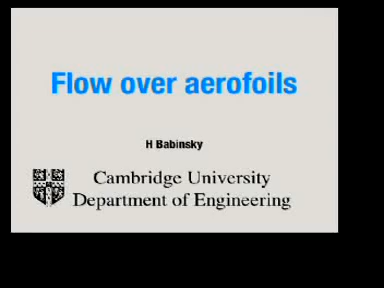 Flow over aerofoils
H Babinsky
Cambridge University
Department of Engineering